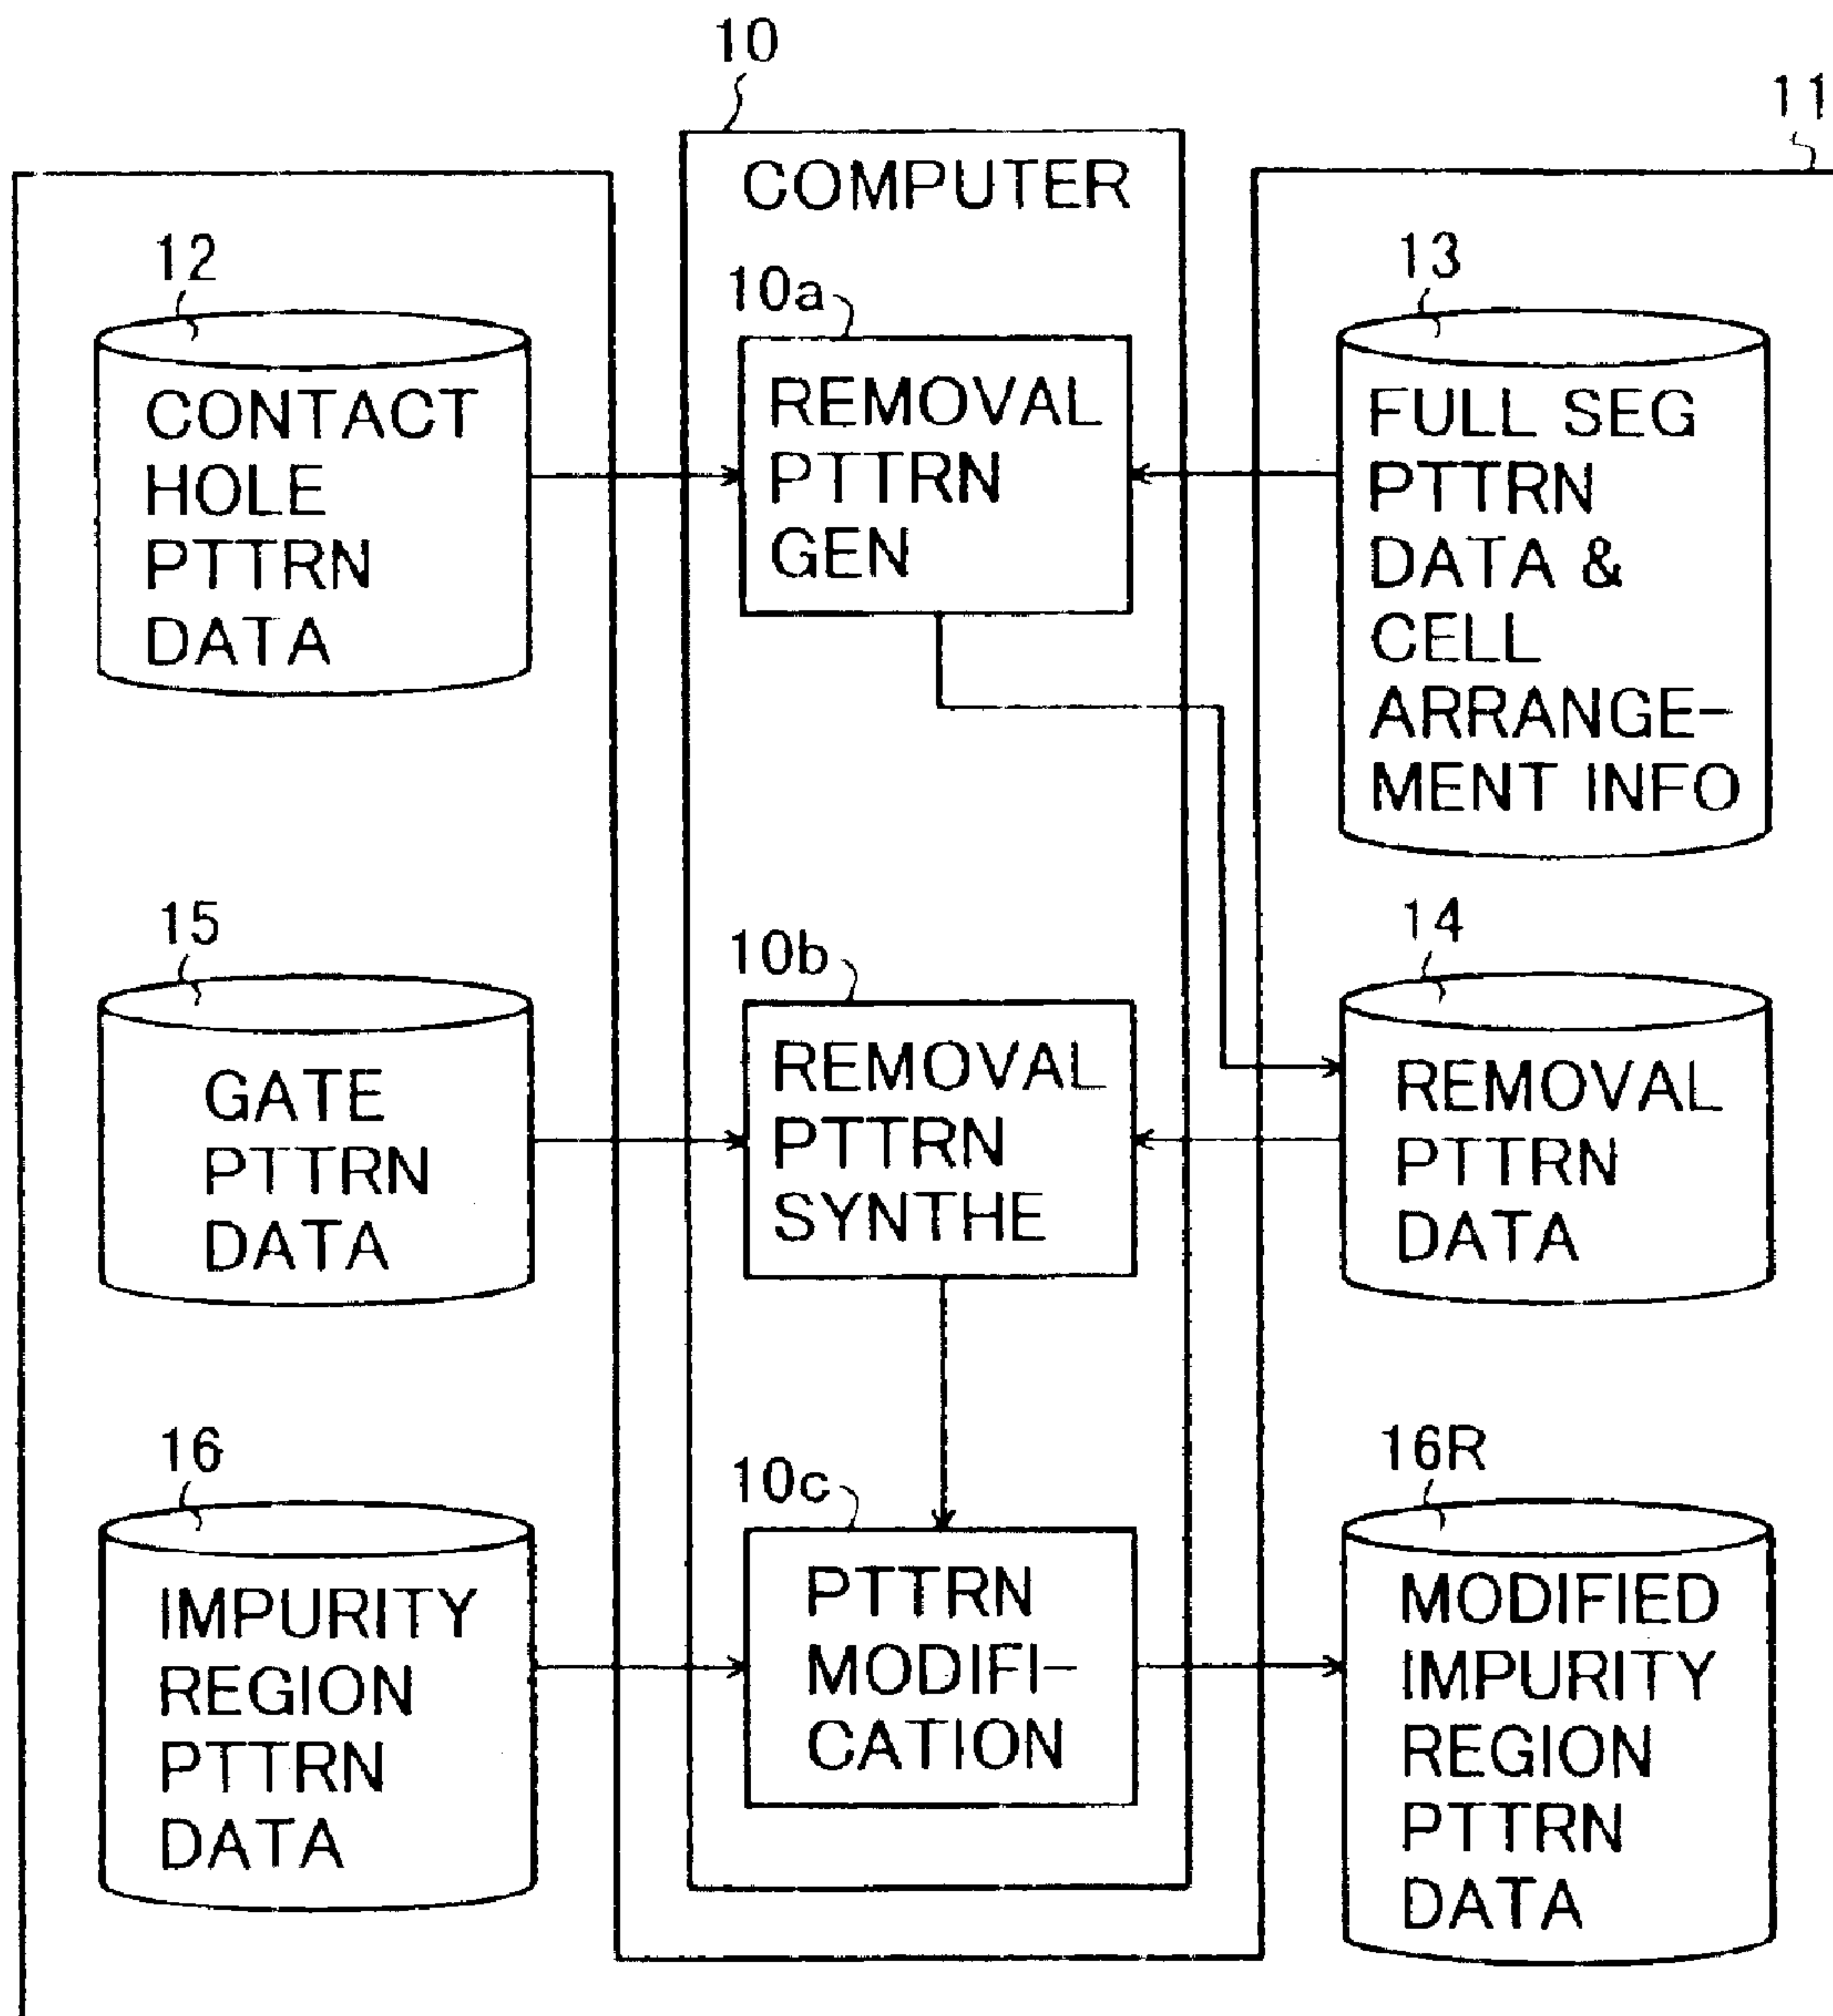 10
11
COMPUTER
12
CONTACT
HOLE
PTTRN
DATA
10a
REMOVAL
PTTRN
GEN
13
FULL SEG
PTTRN
DATA &
CELL
ARRANGE-
MENT INFO
15
GATE
PTTRN
DATA
10b
REMOVAL
PTTRN
SYNTHE
14
REMOVAL
PTTRN
DATA
16
IMPURITY
REGION
PTTRN
DATA
10c
PTTRN
MODIFI-
CATION
16R
MODIFIED
IMPURITY
REGION
PTTRN
DATA